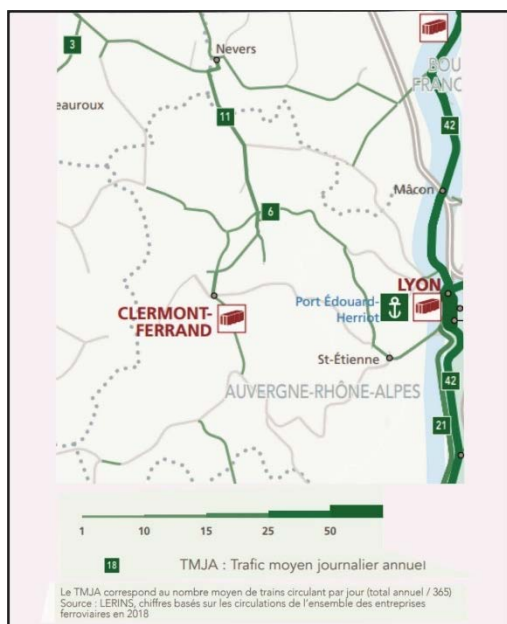 3
Nevers
BOU
FRANC
eauroux
11
42
Mâcon
6
LYON
CLERMONT-
FERRAND
Port Édouard-
Herriot
St-Étienne
42
AUVERGNE-RHÔNE-ALPES
21
1 10 15 25 50
18 TMJA : Trafic moyen journalier annuel
Le TMJA correspond au nombre moyen de trains circulant par jour (total annuel / 365)
Source : LERINS, chiffres basés sur les circulations de l'ensemble des entreprises
ferroviaires en 2018